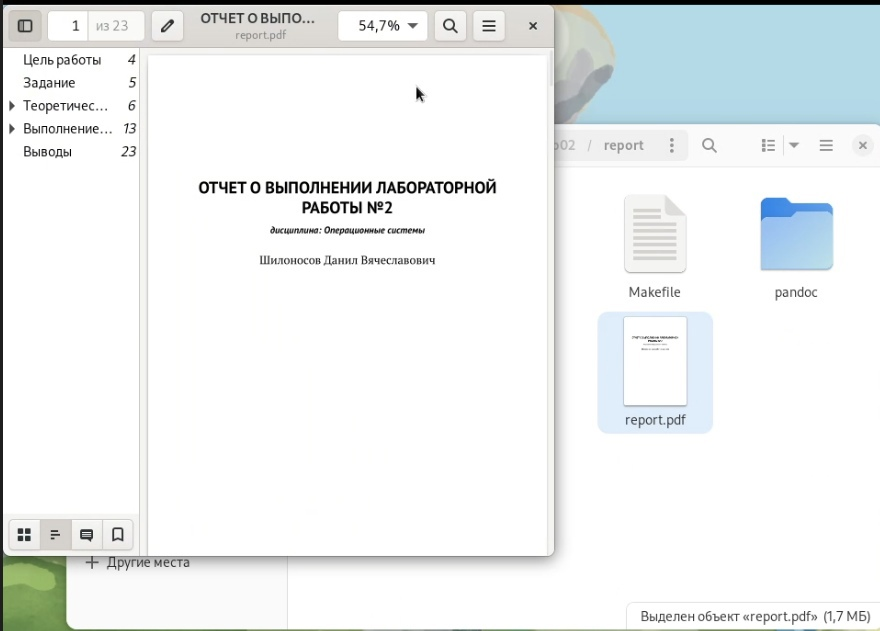 1 из 23
ОТЧЕТ О ВЫПО...
report.pdf
54,7%
Цель работы 4
Задание 5
Теоретичес... 6
Выполнение... 13
Выводы 23
ОТЧЕТ О ВЫПОЛНЕНИИ ЛАБОРАТОРНОЙ
РАБОТЫ №2
дисциплина: Операционные системы
Шилоносов Данил Вячеславович
02 / report
Makefile
pandoc
report.pdf
+ Другие места
Выделен объект «report.pdf» (1,7 МБ)